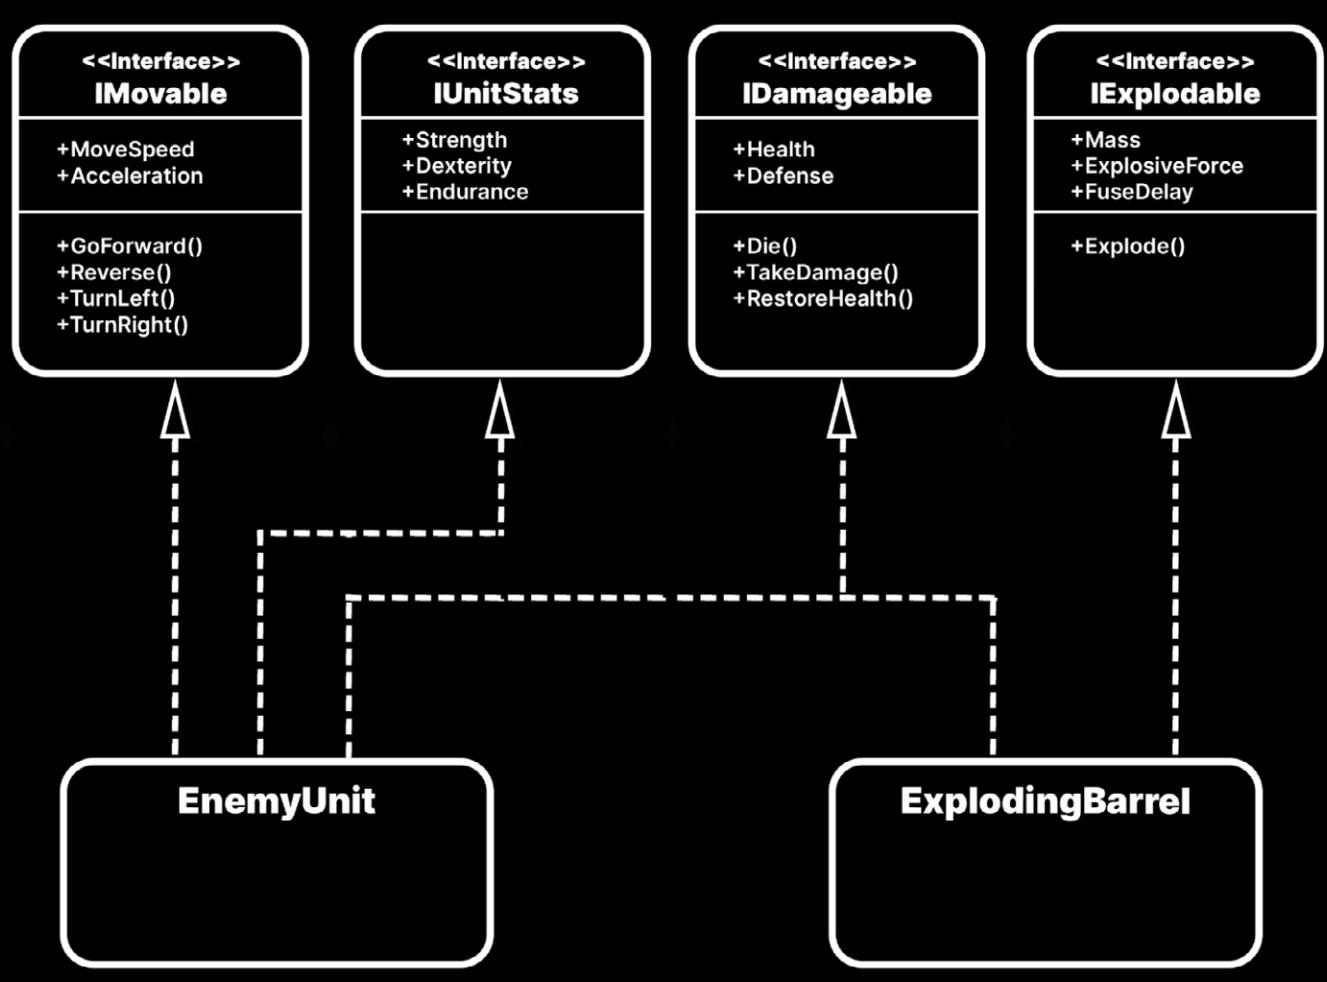 <<Interface>>
IMovable
+MoveSpeed
+Acceleration
+GoForward()
+Reverse()
+TurnLeft()
+TurnRight()
<<Interface>>
IUnitStats
+Strength
+Dexterity
+Endurance
<<Interface>>
IDamageable
+Health
+Defense
+Die()
+TakeDamage()
+RestoreHealth()
<<Interface>>
IExplodable
+Mass
+ExplosiveForce
+FuseDelay
+Explode()
EnemyUnit
ExplodingBarrel